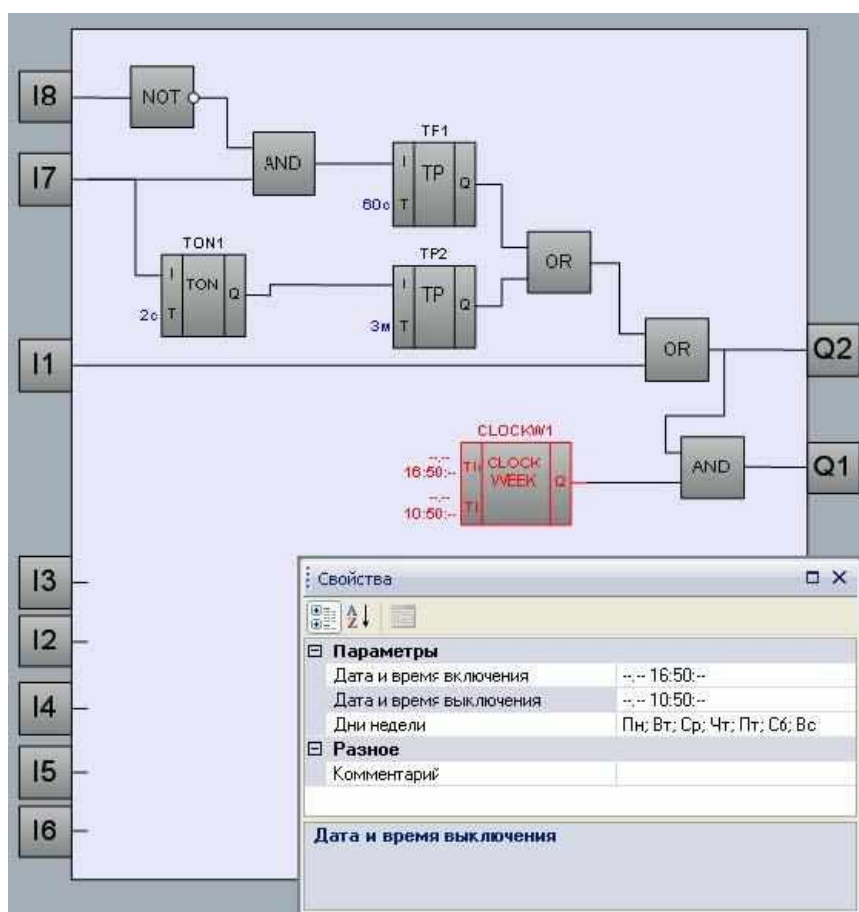 I8
NOT
TF1
I7
AND
I
TP
Q
60с
T
TON1
TP2
OR
I
TON
Q
I
TP
Q
2с
T
3м
T
OR
Q2
I1
CLOCKW1
--.--
16:50:--
CLOCK
WEEK
Q
AND
Q1
--.--
10:50:--
I3
Свойства
I2
Параметры
Дата и время включения --.-- 16:50:--
Дата и время выключения --.-- 10:50:--
I4
Дни недели Пн; Вт; Ср; Чт; Пт; Сб; Вс
Разное
I5
Комментарий
I6
Дата и время выключения